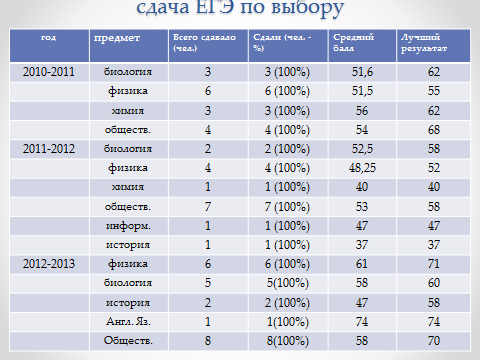 сдача ЕГЭ по выбору
год предмет Всего сдавало (чел.) Сдали (чел. - %) Средний балл Лучший результат
2010-2011 биология 3 3 (100%) 51,6 62
физика 6 6 (100%) 51,5 55
химия 3 3 (100%) 56 62
обществ. 4 4 (100%) 54 68
2011-2012 биология 2 2 (100%) 52,5 58
физика 4 4 (100%) 48,25 52
химия 1 1 (100%) 40 40
обществ. 7 7 (100%) 53 58
информ. 1 1 (100%) 47 47
история 1 1 (100%) 37 37
2012-2013 физика 6 6 (100%) 61 71
биология 5 5(100%) 58 60
история 2 2 (100%) 47 58
Англ. Яз. 1 1(100%) 74 74
Обществ. 8 8(100%) 58 70